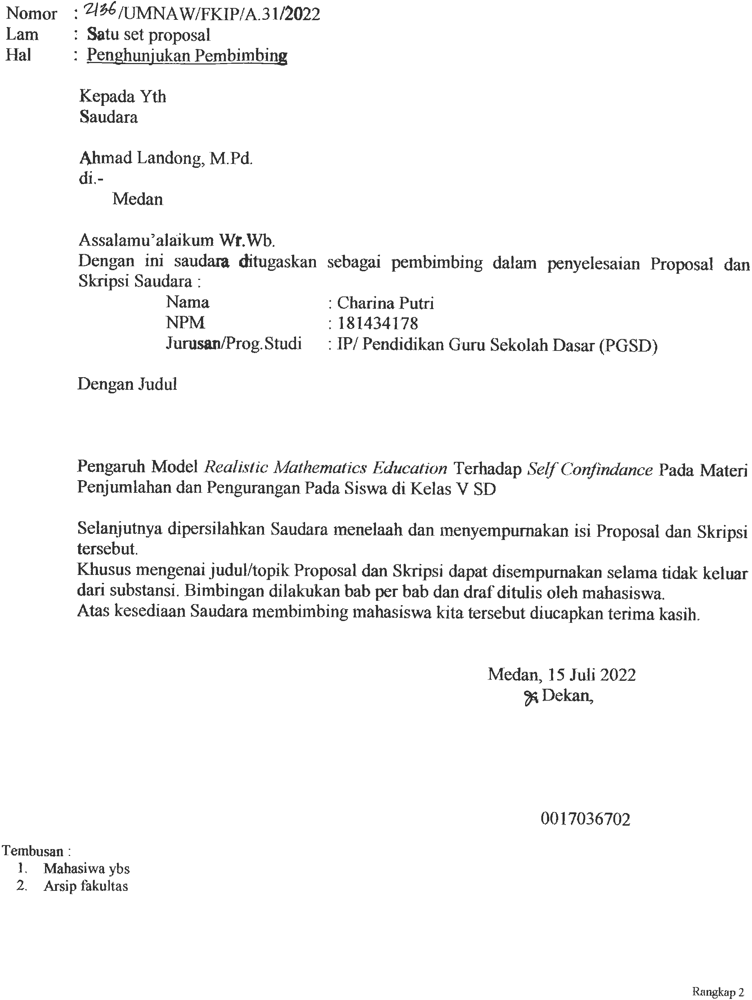 Nomor : 2136/UMNAW/FKIP/A.31/2022
Lam : Satu set proposal
Hal : Penghunjukan Pembimbing
Kepada Yth
Saudara
Ahmad Landong, M.Pd.
di.-
Medan
Assalamu'alaikum Wr.Wb.
Dengan ini saudara ditugaskan sebagai pembimbing dalam penyelesaian Proposal dan
Skripsi Saudara :
Nama : Charina Putri
NPM : 181434178
Jurusan/Prog.Studi : IP/ Pendidikan Guru Sekolah Dasar (PGSD)
Dengan Judul
Pengaruh Model Realistic Mathematics Education Terhadap Self Confindance Pada Materi
Penjumlahan dan Pengurangan Pada Siswa di Kelas V SD
Selanjutnya dipersilahkan Saudara menelaah dan menyempurnakan isi Proposal dan Skripsi
tersebut.
Khusus mengenai judul/topik Proposal dan Skripsi dapat disempurnakan selama tidak keluar
dari substansi. Bimbingan dilakukan bab per bab dan draf ditulis oleh mahasiswa.
Atas kesediaan Saudara membimbing mahasiswa kita tersebut diucapkan terima kasih.
Medan, 15 Juli 2022
Dekan,
0017036702
Tembusan :
1. Mahasiwa ybs
2. Arsip fakultas
Rangkap 2